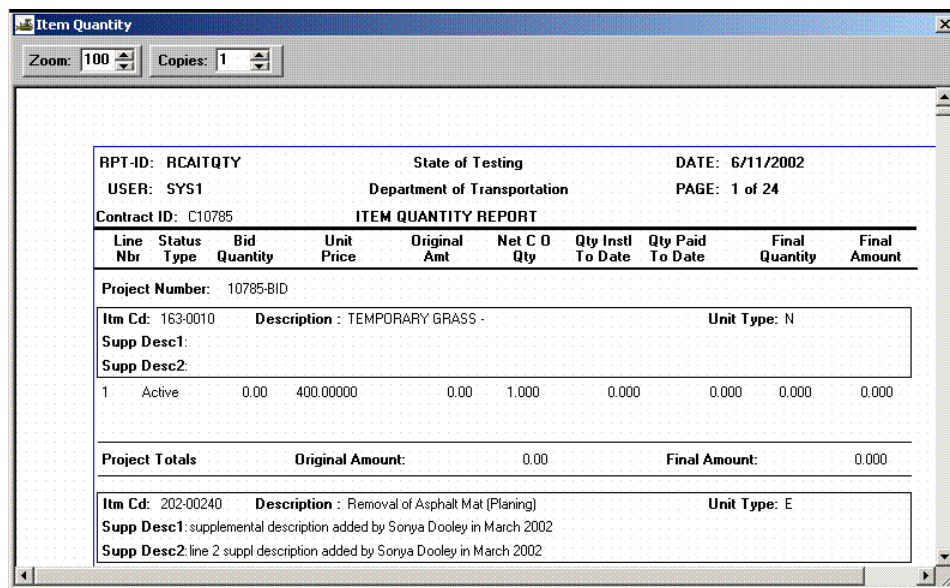 Item Quantity
Zoom: 100 Copies: 1
RPT-ID: RCAITQTY State of Testing DATE: 6/11/2002
USER: SYS1 Department of Transportation PAGE: 1 of 24
Contract ID: C10785 ITEM QUANTITY REPORT
Line Status Bid Unit Original Net C O Qty Instl Qty Paid Final Final
Nbr Type Quantity Price Amt Qty To Date To Date Quantity Amount
Project Number: 10785-BID
Itm Cd: 163-0010 Description : TEMPORARY GRASS - Unit Type: N
Supp Desc1:
Supp Desc2:
1 Active 0.00 400.00000 0.00 1.000 0.000 0.000 0.000 0.000
Project Totals Original Amount: 0.00 Final Amount: 0.000
Itm Cd: 202-00240 Description : Removal of Asphalt Mat (Planing) Unit Type: E
Supp Desc1: supplemental description added by Sonya Dooley in March 2002
Supp Desc2: line 2 suppl description added by Sonya Dooley in March 2002